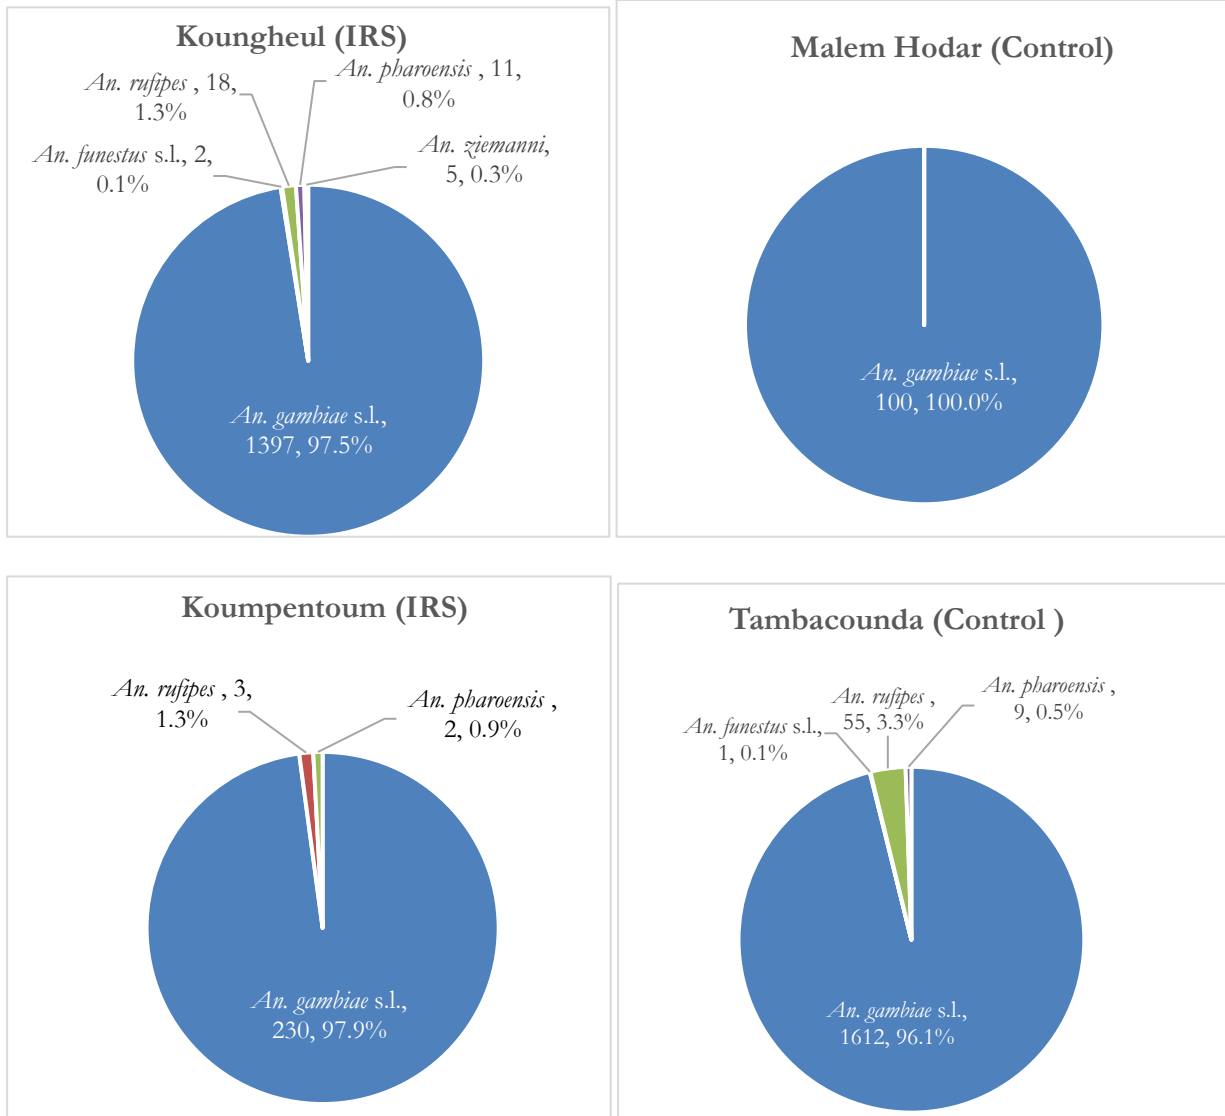 Koungheul (IRS)
An. rufipes , 18,
1.3%
An. pharoensis , 11,
0.8%
An. funestus s.l., 2,
0.1%
An. ziemanni,
5, 0.3%
An. gambiae s.l.,
1397, 97.5%
Malem Hodar (Control)
An. gambiae s.l.,
100, 100.0%
Koumpentoum (IRS)
An. rufipes , 3,
1.3%
An. pharoensis ,
2, 0.9%
An. gambiae s.l.,
230, 97.9%
Tambacounda (Control )
An. funestus s.l.,
1, 0.1%
An. rufipes ,
55, 3.3%
An. pharoensis ,
9, 0.5%
An. gambiae s.l.,
1612, 96.1%